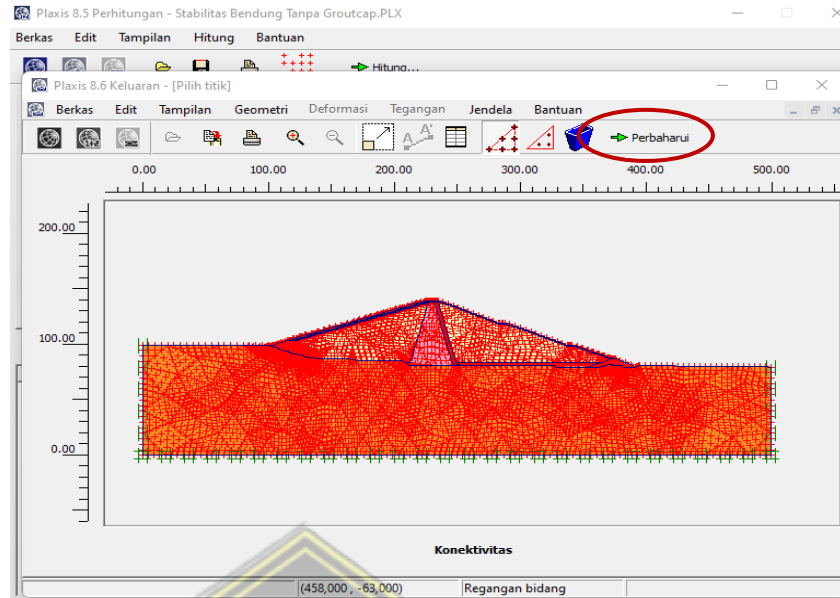 Plaxis 8.5 Perhitungan - Stabilitas Bendung Tanpa Groutcap.PLX
Berkas Edit Tampilan Hitung Bantuan
Hitung...
Plaxis 8.6 Keluaran - [Pilih titik]
Berkas Edit Tampilan Geometri Deformasi Tegangan Jendela Bantuan
A A' Perbaharui
0.00 100.00 200.00 300.00 400.00 500.00
200.00
100.00
0.00
Konektivitas
(458,000 , -63,000) Regangan bidang